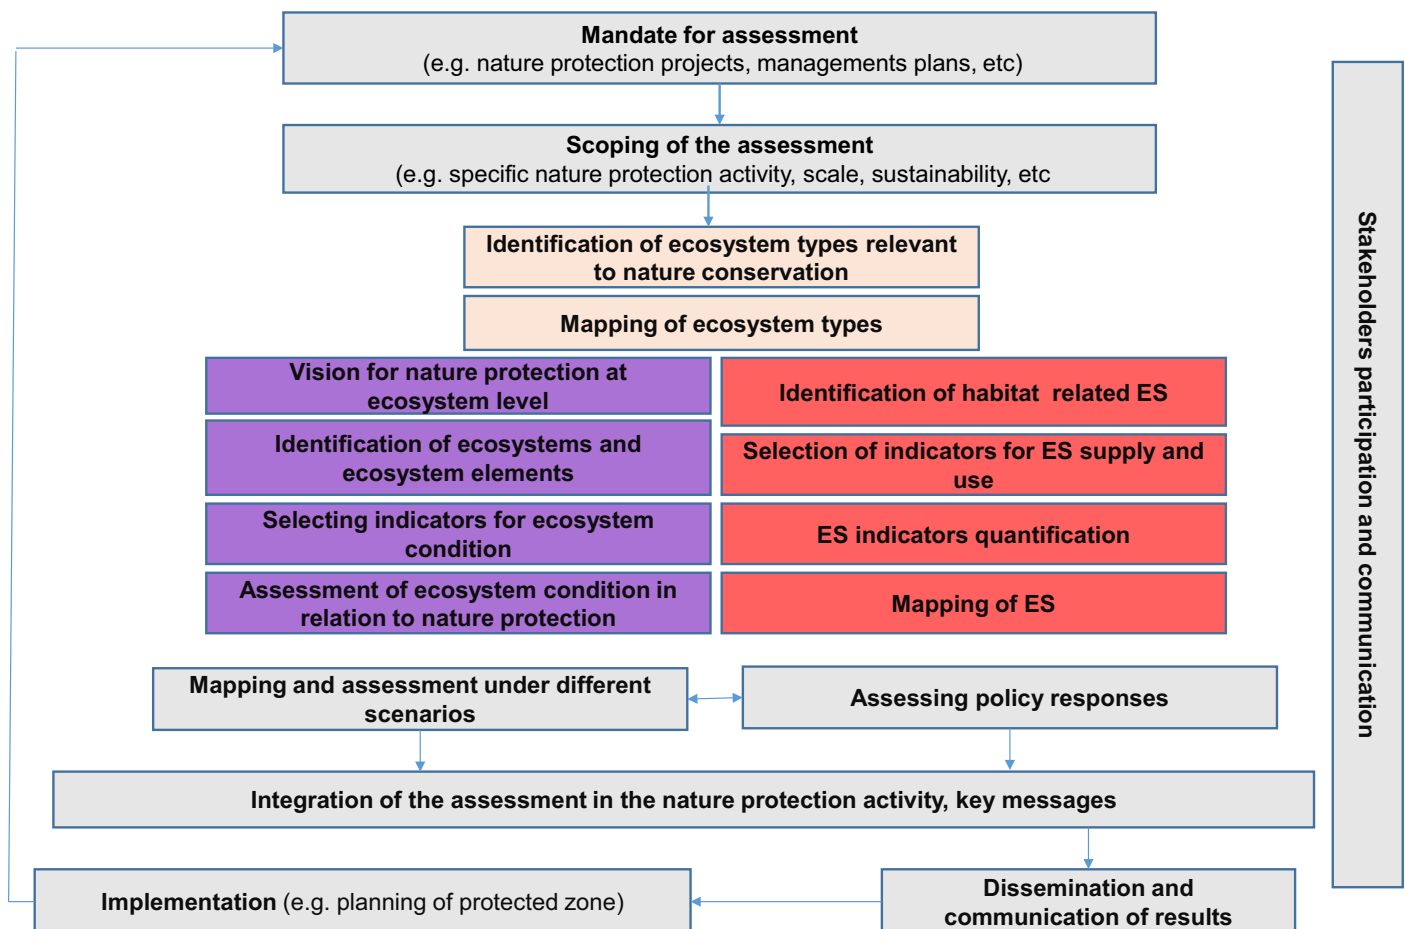 Mandate for assessment
(e.g. nature protection projects, managements plans, etc)
Scoping of the assessment
(e.g. specific nature protection activity, scale, sustainability, etc
Identification of ecosystem types relevant
to nature conservation
Mapping of ecosystem types
Vision for nature protection at
ecosystem level
Identification of ecosystems and
ecosystem elements
Selecting indicators for ecosystem
condition
Assessment of ecosystem condition in
relation to nature protection
Identification of habitat related ES
Selection of indicators for ES supply and
use
ES indicators quantification
Mapping of ES
Mapping and assessment under different
scenarios
Assessing policy responses
Integration of the assessment in the nature protection activity, key messages
Dissemination and
communication of results
Implementation (e.g. planning of protected zone)
Stakeholders participation and communication